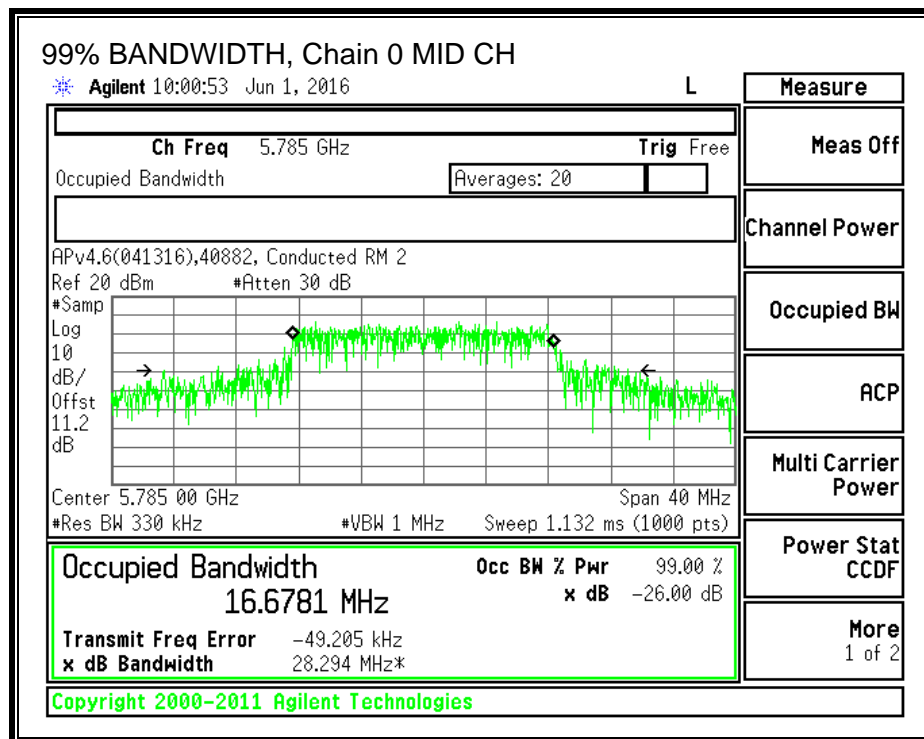 99% BANDWIDTH, Chain 0 MID CH
Agilent 10:00:53 Jun 1, 2016 L
Measure
Ch Freq 5.785 GHz Trig Free
Occupied Bandwidth Averages: 20
APv4.6(041316),40882, Conducted RM 2
Ref 20 dBm #Atten 30 dB
#Samp
Log
10
dB/
Offst
11.2
dB
Center 5.785 00 GHz Span 40 MHz
#Res BW 330 kHz #VBW 1 MHz Sweep 1.132 ms (1000 pts)
Occupied Bandwidth
16.6781 MHz
Occ BW % Pwr 99.00 %
x dB -26.00 dB
Transmit Freq Error -49.205 kHz
x dB Bandwidth 28.294 MHz*
Copyright 2000-2011 Agilent Technologies
Meas Off
Channel Power
Occupied BW
ACP
Multi Carrier
Power
Power Stat
CCDF
More
1 of 2